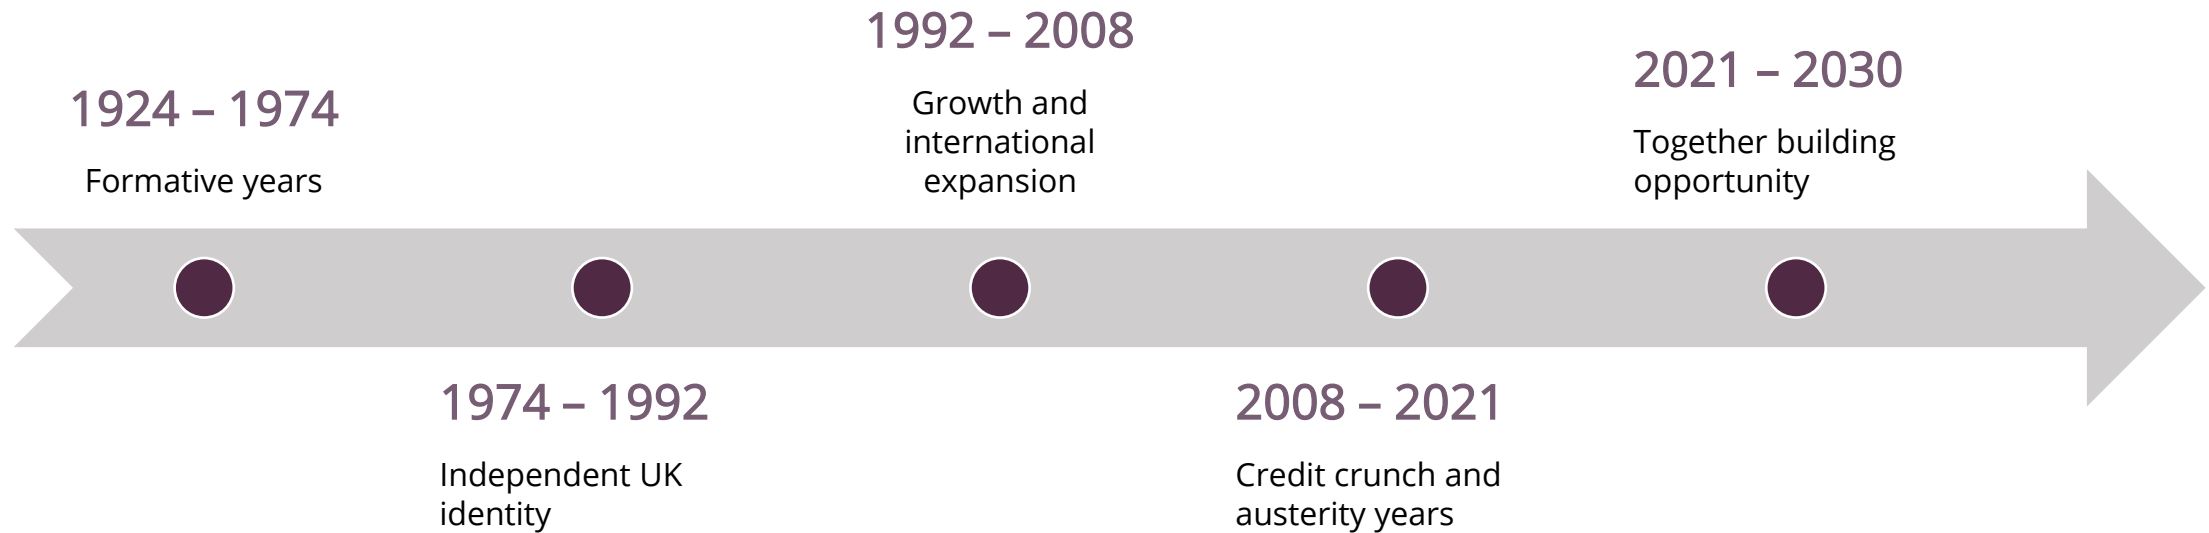 1924 – 1974
Formative years
1974 – 1992
Independent UK
identity
1992 – 2008
Growth and
international
expansion
2008 – 2021
Credit crunch and
austerity years
2021 – 2030
Together building
opportunity